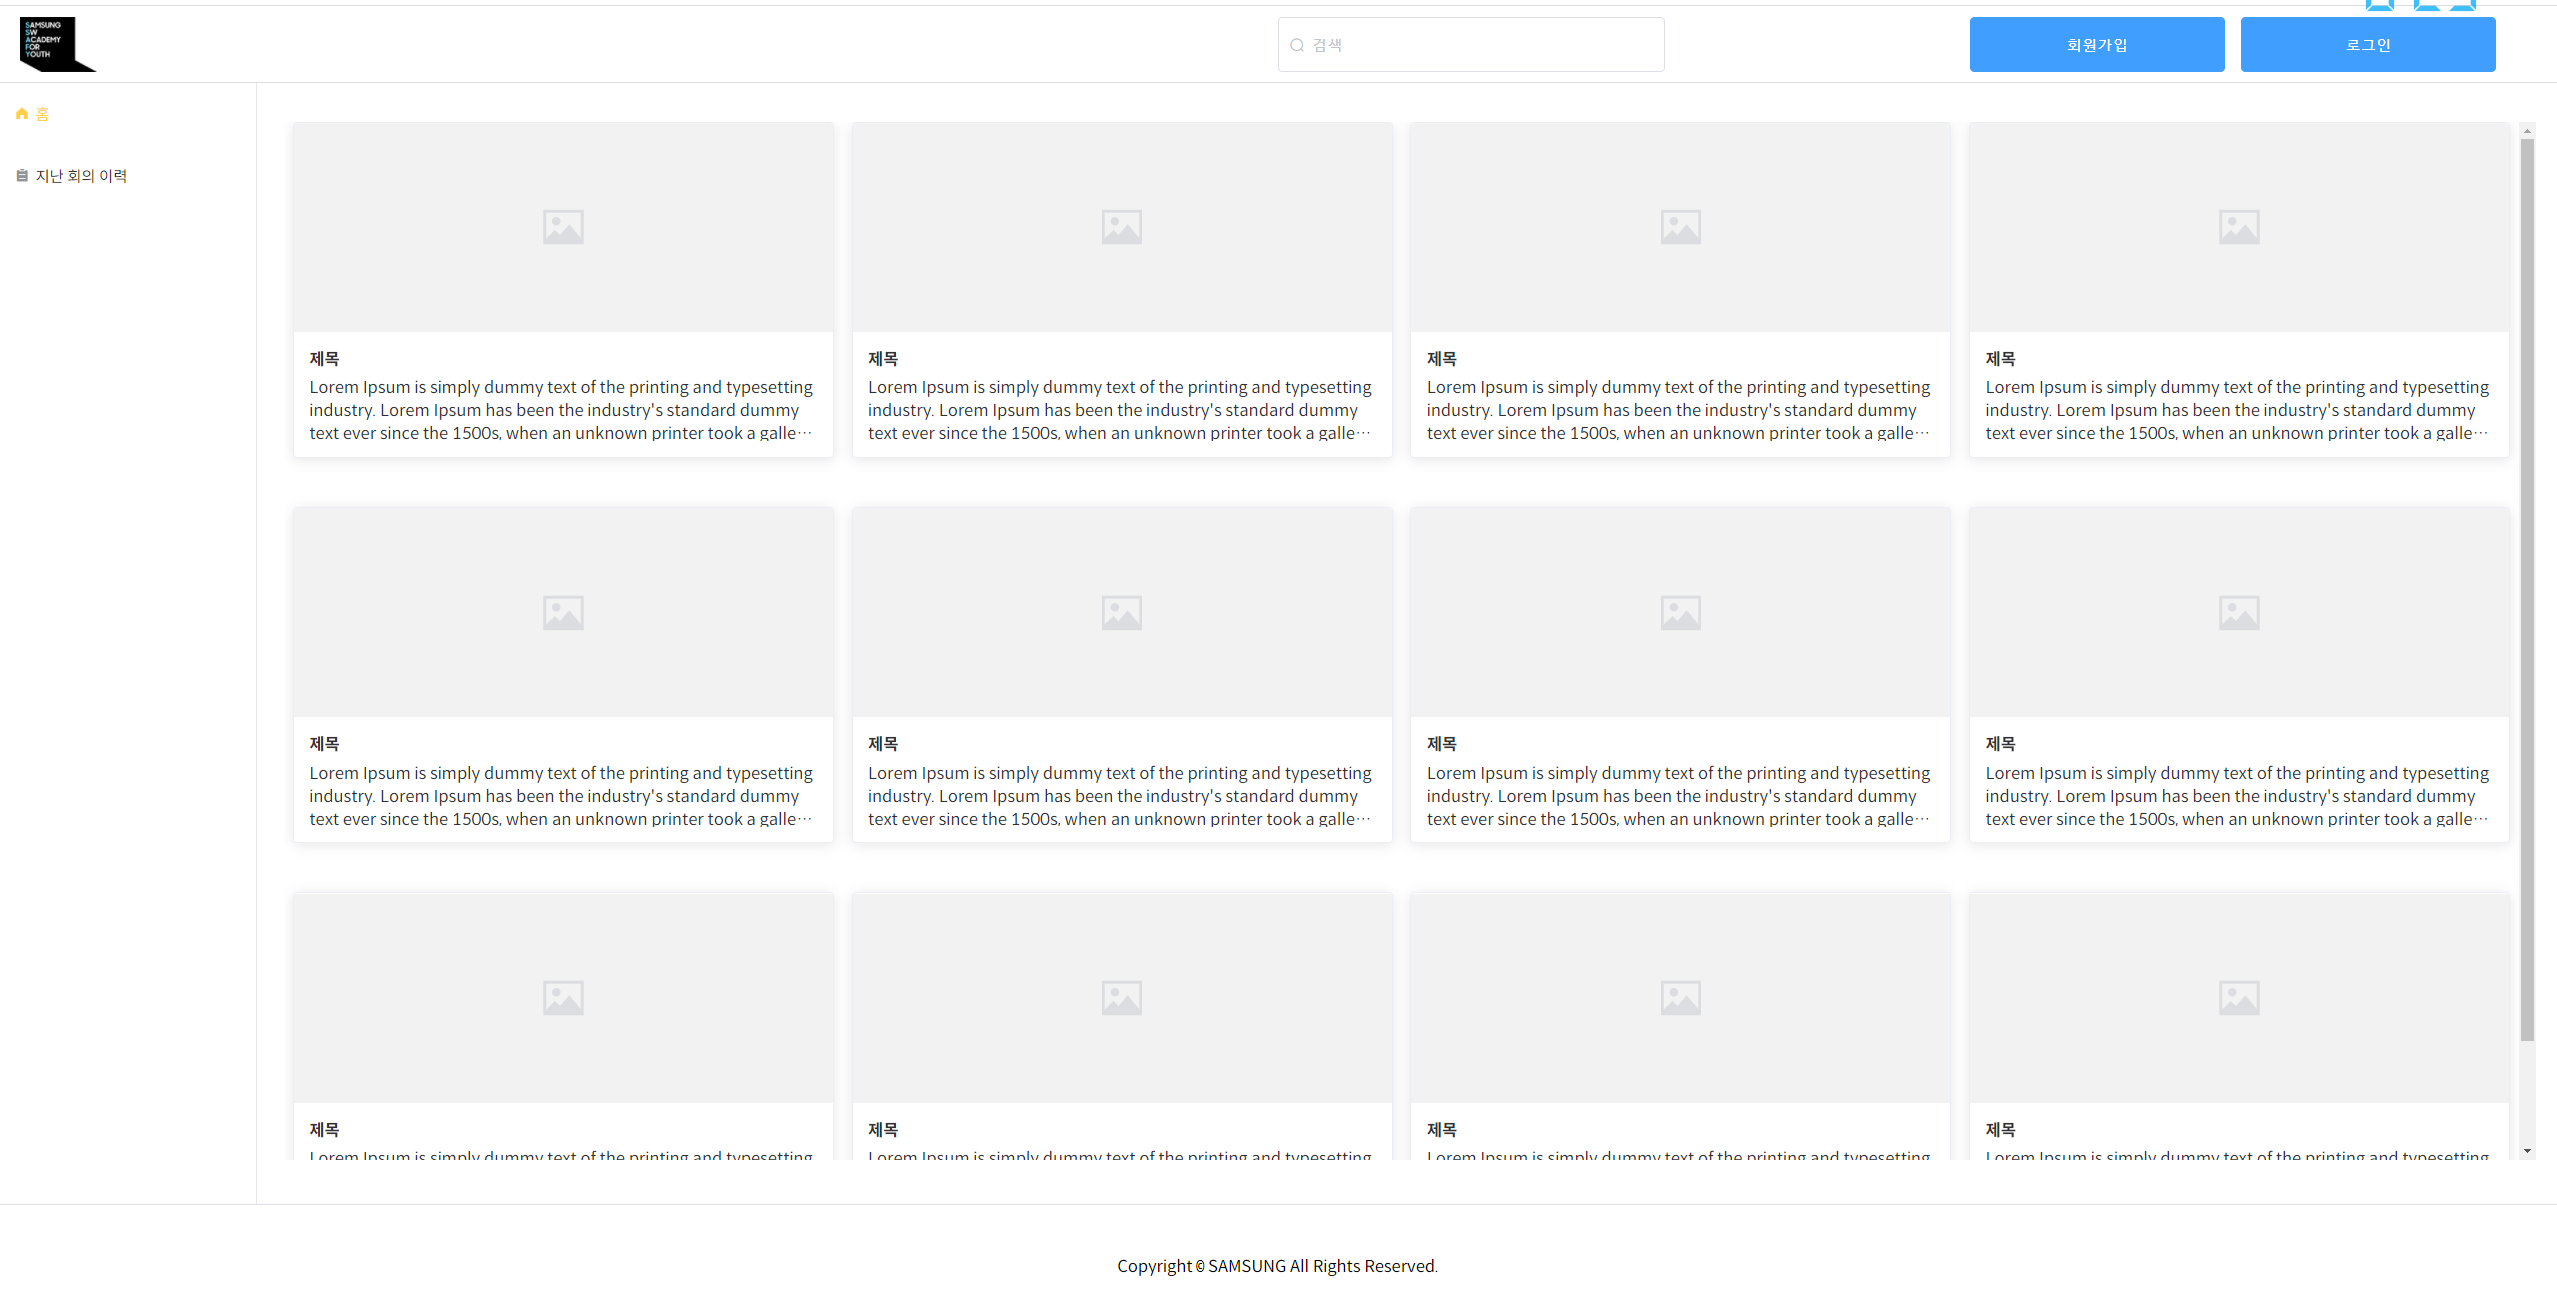 SAMSUNG
SW
ACADEMY
FOR
YOUTH
검색
회원가입
로그인
홈
지난 회의 이력
제목
Lorem Ipsum is simply dummy text of the printing and typesetting
industry. Lorem Ipsum has been the industry's standard dummy
text ever since the 1500s, when an unknown printer took a galle…
제목
Lorem Ipsum is simply dummy text of the printing and typesetting
industry. Lorem Ipsum has been the industry's standard dummy
text ever since the 1500s, when an unknown printer took a galle…
제목
Lorem Ipsum is simply dummy text of the printing and typesetting
industry. Lorem Ipsum has been the industry's standard dummy
text ever since the 1500s, when an unknown printer took a galle…
제목
Lorem Ipsum is simply dummy text of the printing and typesetting
industry. Lorem Ipsum has been the industry's standard dummy
text ever since the 1500s, when an unknown printer took a galle…
제목
Lorem Ipsum is simply dummy text of the printing and typesetting
industry. Lorem Ipsum has been the industry's standard dummy
text ever since the 1500s, when an unknown printer took a galle…
제목
Lorem Ipsum is simply dummy text of the printing and typesetting
industry. Lorem Ipsum has been the industry's standard dummy
text ever since the 1500s, when an unknown printer took a galle…
제목
Lorem Ipsum is simply dummy text of the printing and typesetting
industry. Lorem Ipsum has been the industry's standard dummy
text ever since the 1500s, when an unknown printer took a galle…
제목
Lorem Ipsum is simply dummy text of the printing and typesetting
industry. Lorem Ipsum has been the industry's standard dummy
text ever since the 1500s, when an unknown printer took a galle…
제목
Lorem Ipsum is simply dummy text of the printing and typesetting
제목
Lorem Ipsum is simply dummy text of the printing and typesetting
제목
Lorem Ipsum is simply dummy text of the printing and typesetting
제목
Lorem Ipsum is simply dummy text of the printing and typesetting
Copyright © SAMSUNG All Rights Reserved.